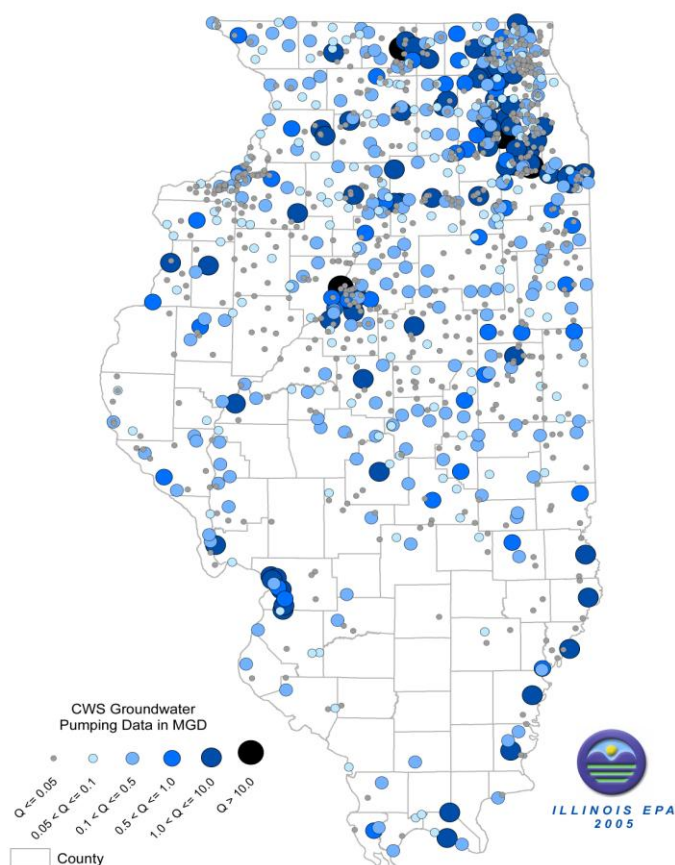 CWS Groundwater
Pumping Data in MGD
Q <= 0.05
0.05 < Q <= 0.1
0.1 < Q <= 0.5
0.5 < Q <= 1.0
1.0 < Q <= 10.0
Q > 10.0
County
ILLINOIS EPA
2005